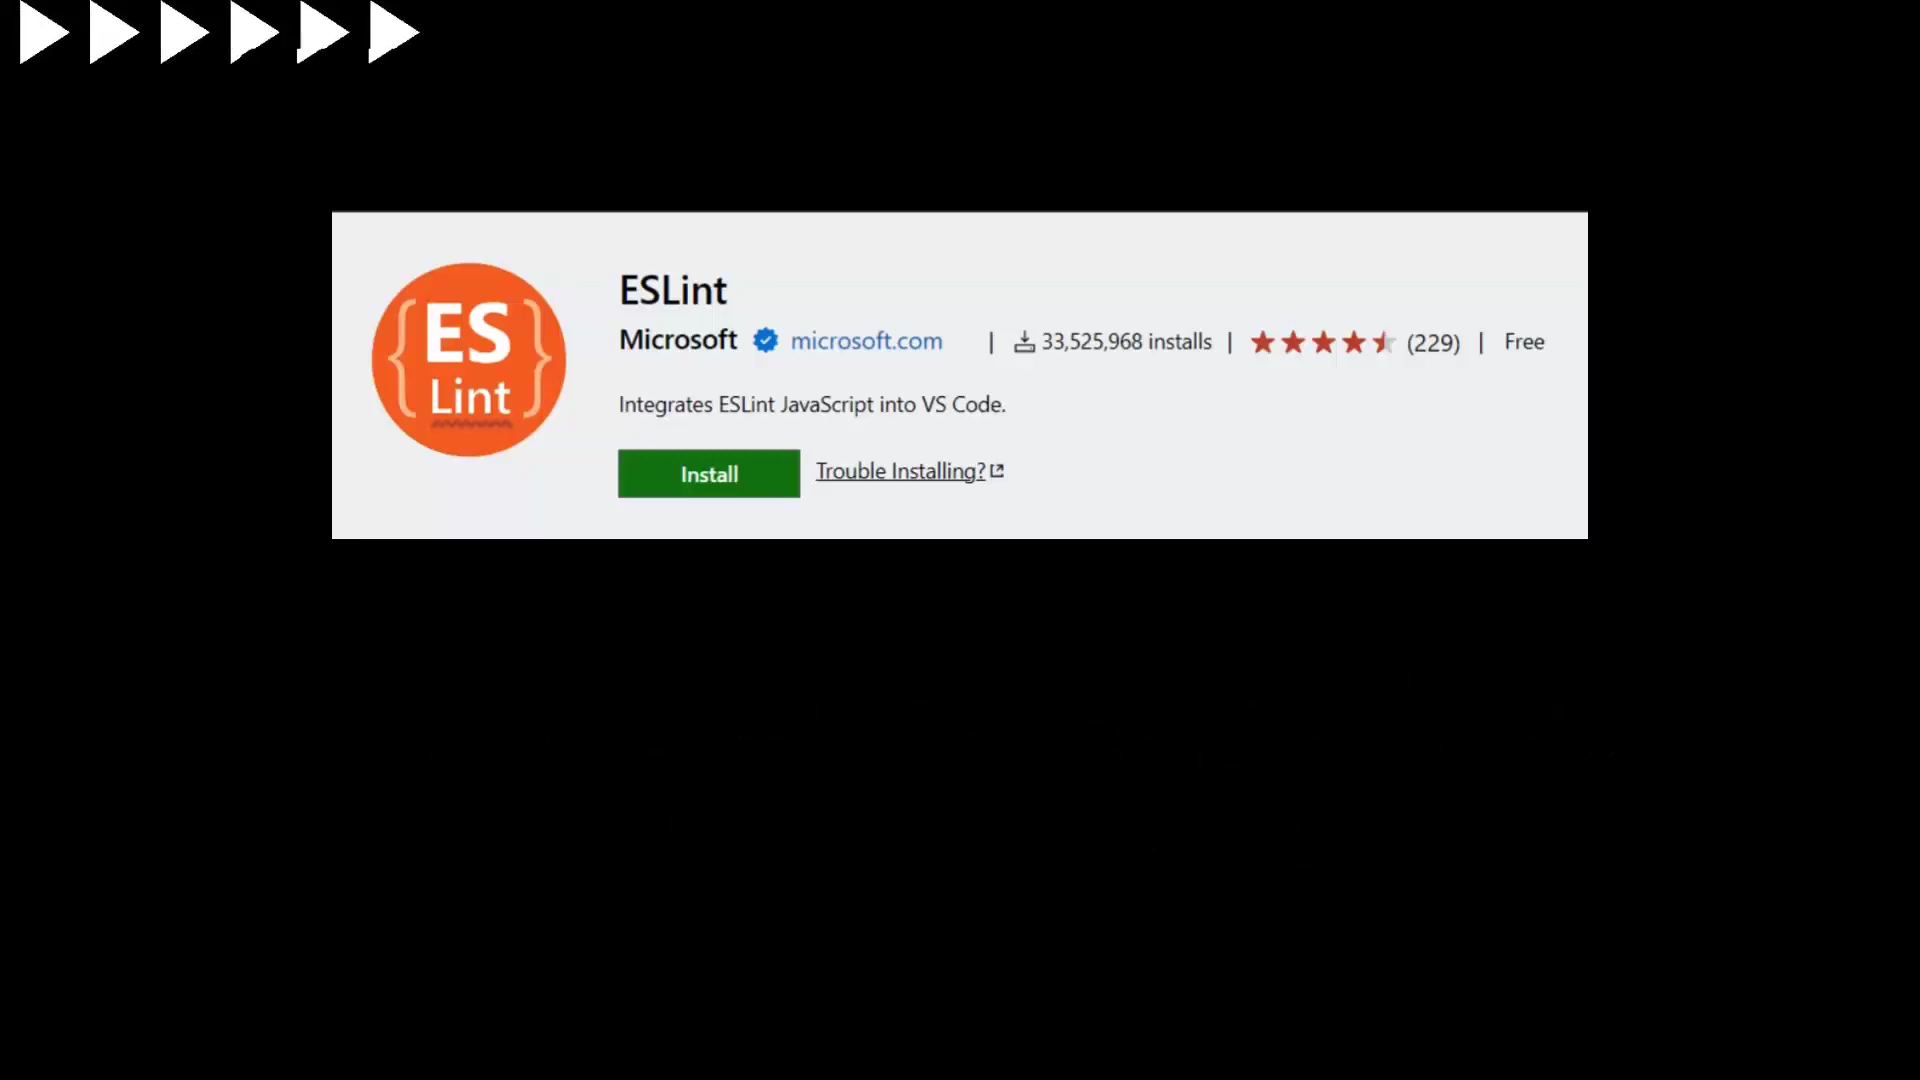 ES
Lint
ESLint
Microsoft microsoft.com | 33,525,968 installs | (229) | Free
Integrates ESLint JavaScript into VS Code.
Install Trouble Installing?